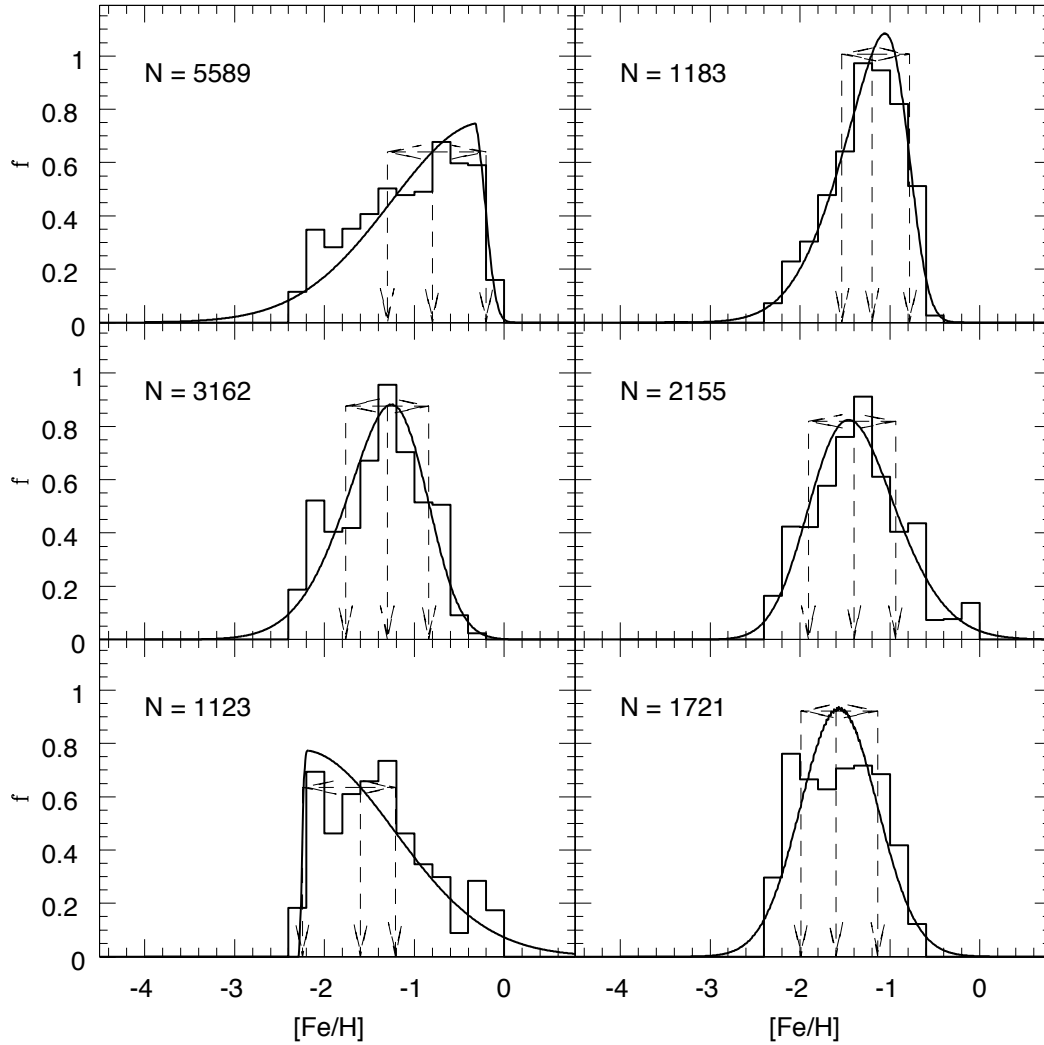 N = 5589
N = 1183
1
0.8
0.6
0.4
0.2
0
f
N = 3162
N = 2155
1
0.8
0.6
0.4
0.2
0
f
N = 1123
N = 1721
1
0.8
0.6
0.4
0.2
0
f
-4 -3 -2 -1 0 -4 -3 -2 -1 0
[Fe/H] [Fe/H]